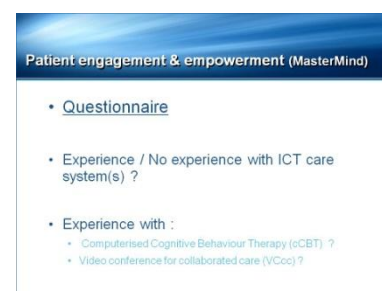 Patient engagement & empowerment (MasterMind)
• Questionnaire
• Experience / No experience with ICT care
system(s) ?
• Experience with :
• Computerised Cognitive Behaviour Therapy (cCBT) ?
• Video conference for collaborated care (VCcc) ?